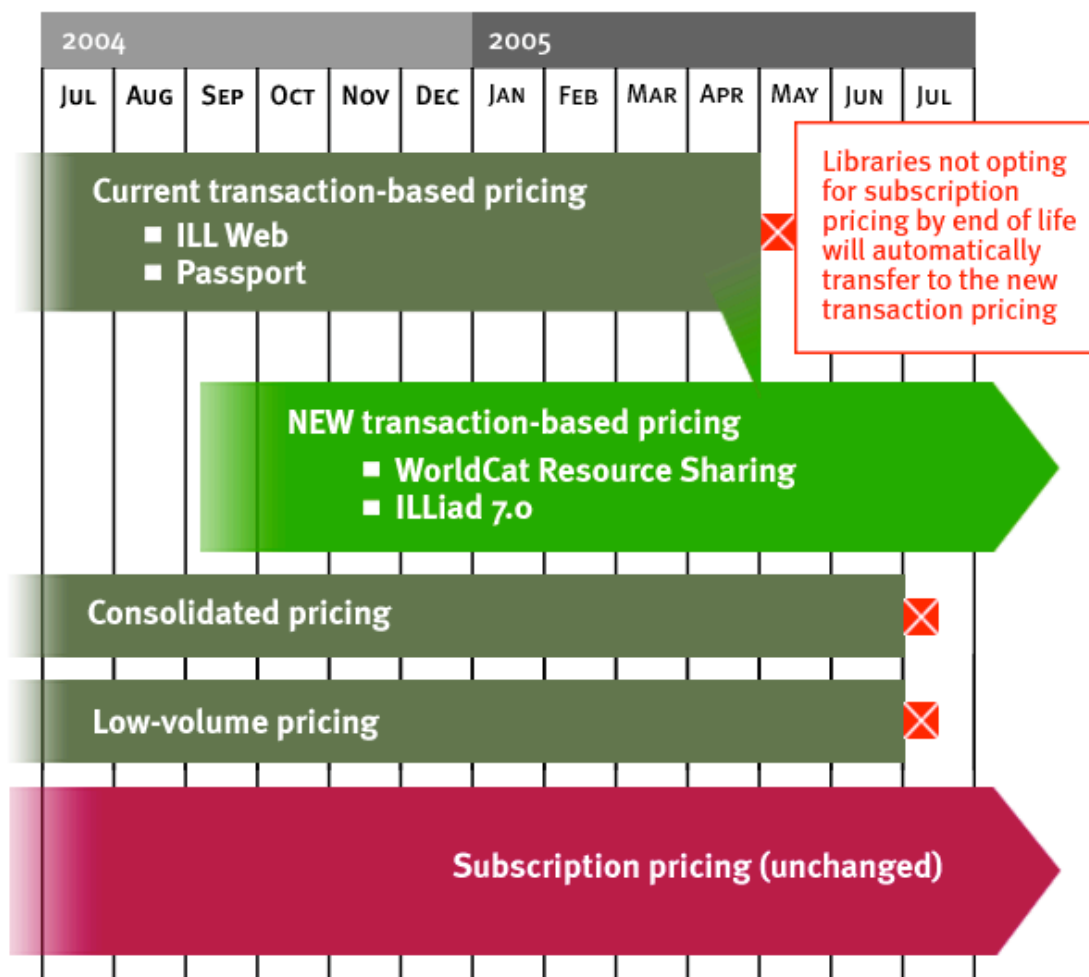 2004 2005
Jul Aug Sep Oct Nov Dec Jan Feb Mar Apr May Jun Jul
Current transaction-based pricing
■ ILL Web
■ Passport
Libraries not opting
for subscription
pricing by end of life
will automatically
transfer to the new
transaction pricing
NEW transaction-based pricing
■ WorldCat Resource Sharing
■ ILLiad 7.0
Consolidated pricing
Low-volume pricing
Subscription pricing (unchanged)